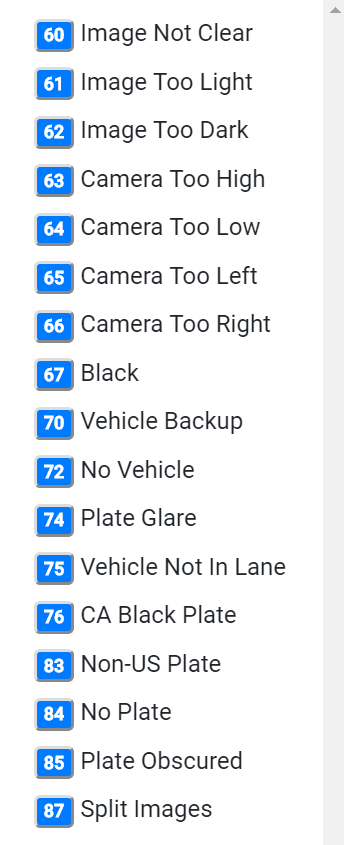 60 Image Not Clear
61 Image Too Light
62 Image Too Dark
63 Camera Too High
64 Camera Too Low
65 Camera Too Left
66 Camera Too Right
67 Black
70 Vehicle Backup
72 No Vehicle
74 Plate Glare
75 Vehicle Not In Lane
76 CA Black Plate
83 Non-US Plate
84 No Plate
85 Plate Obscured
87 Split Images